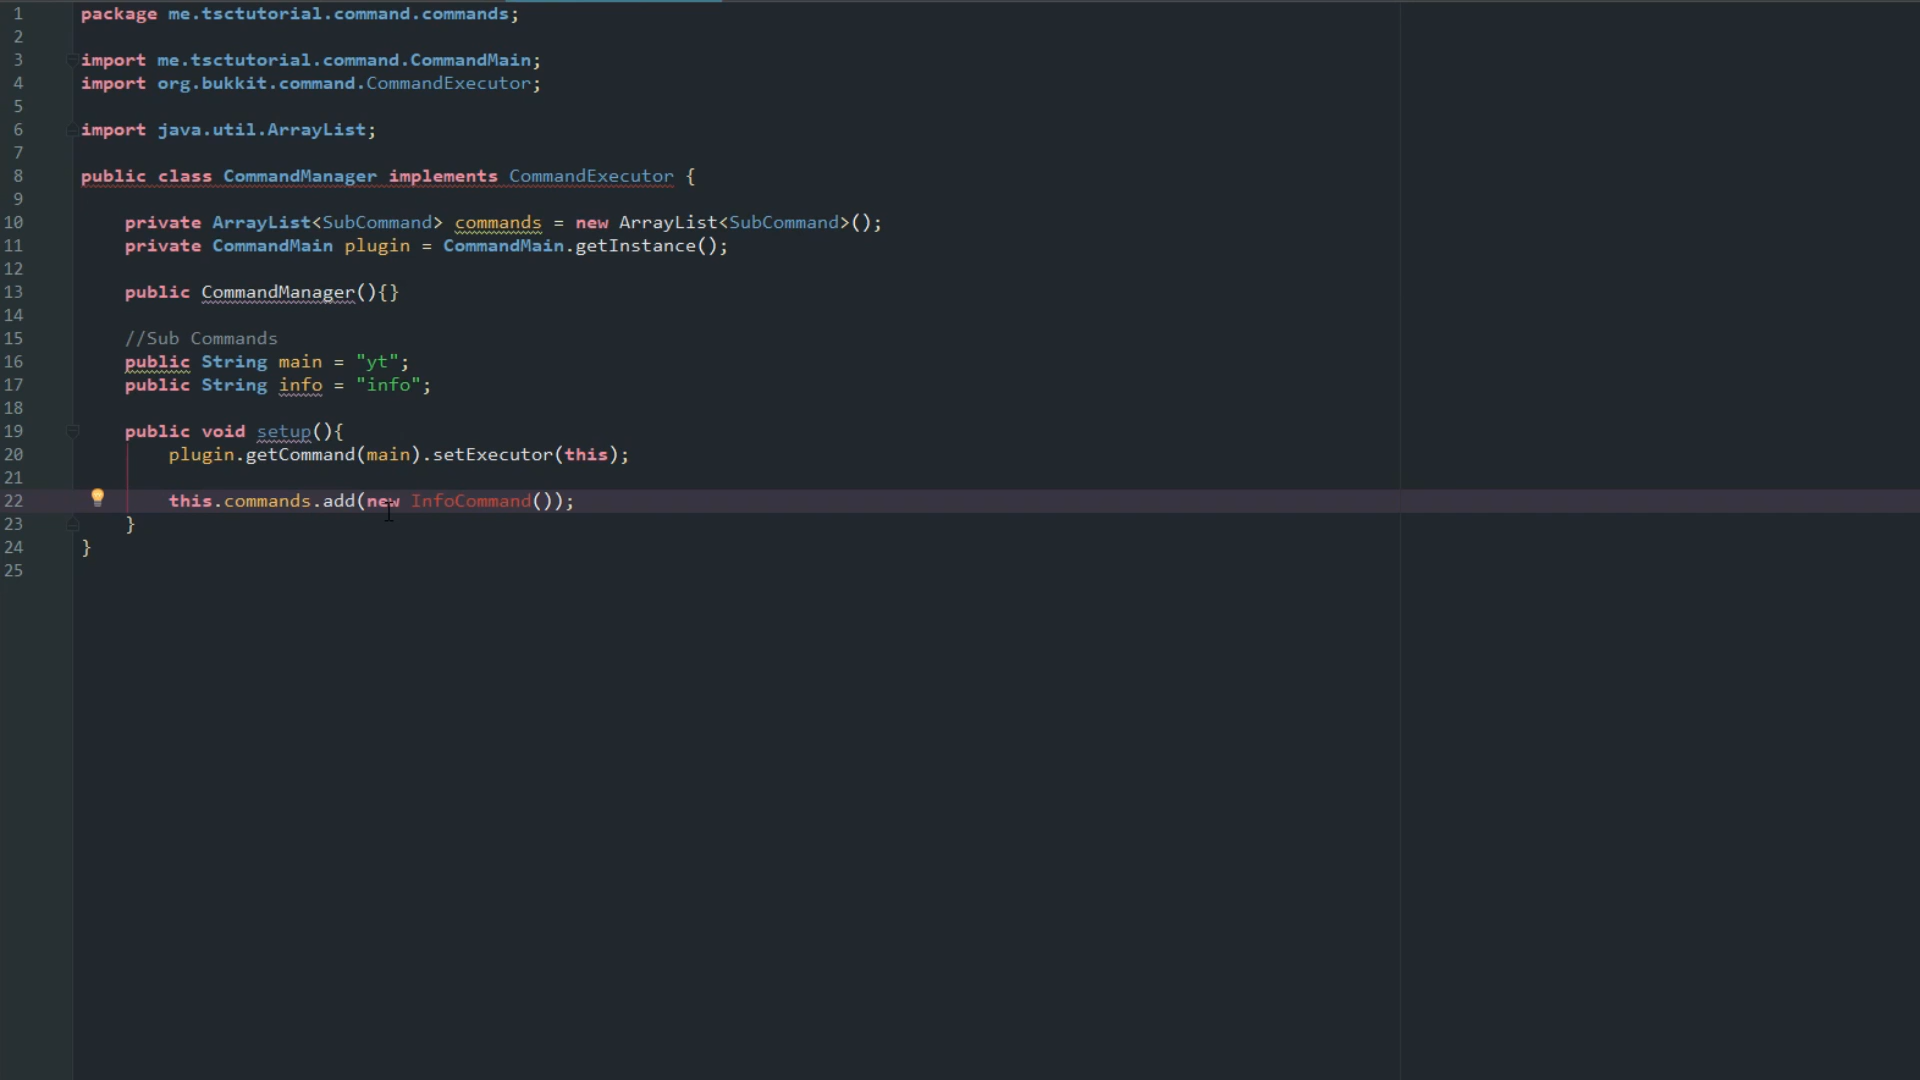 1 package me.tsctutorial.command.commands;
2
3 import me.tsctutorial.command.CommandMain;
4 import org.bukkit.command.CommandExecutor;
5
6 import java.util.ArrayList;
7
8 public class CommandManager implements CommandExecutor {
9
10 private ArrayList<SubCommand> commands = new ArrayList<SubCommand>();
11 private CommandMain plugin = CommandMain.getInstance();
12
13 public CommandManager(){}
14
15 //Sub Commands
16 public String main = "yt";
17 public String info = "info";
18
19 public void setup(){
20 plugin.getCommand(main).setExecutor(this);
21
22 this.commands.add(new InfoCommand());
23 }
24 }
25